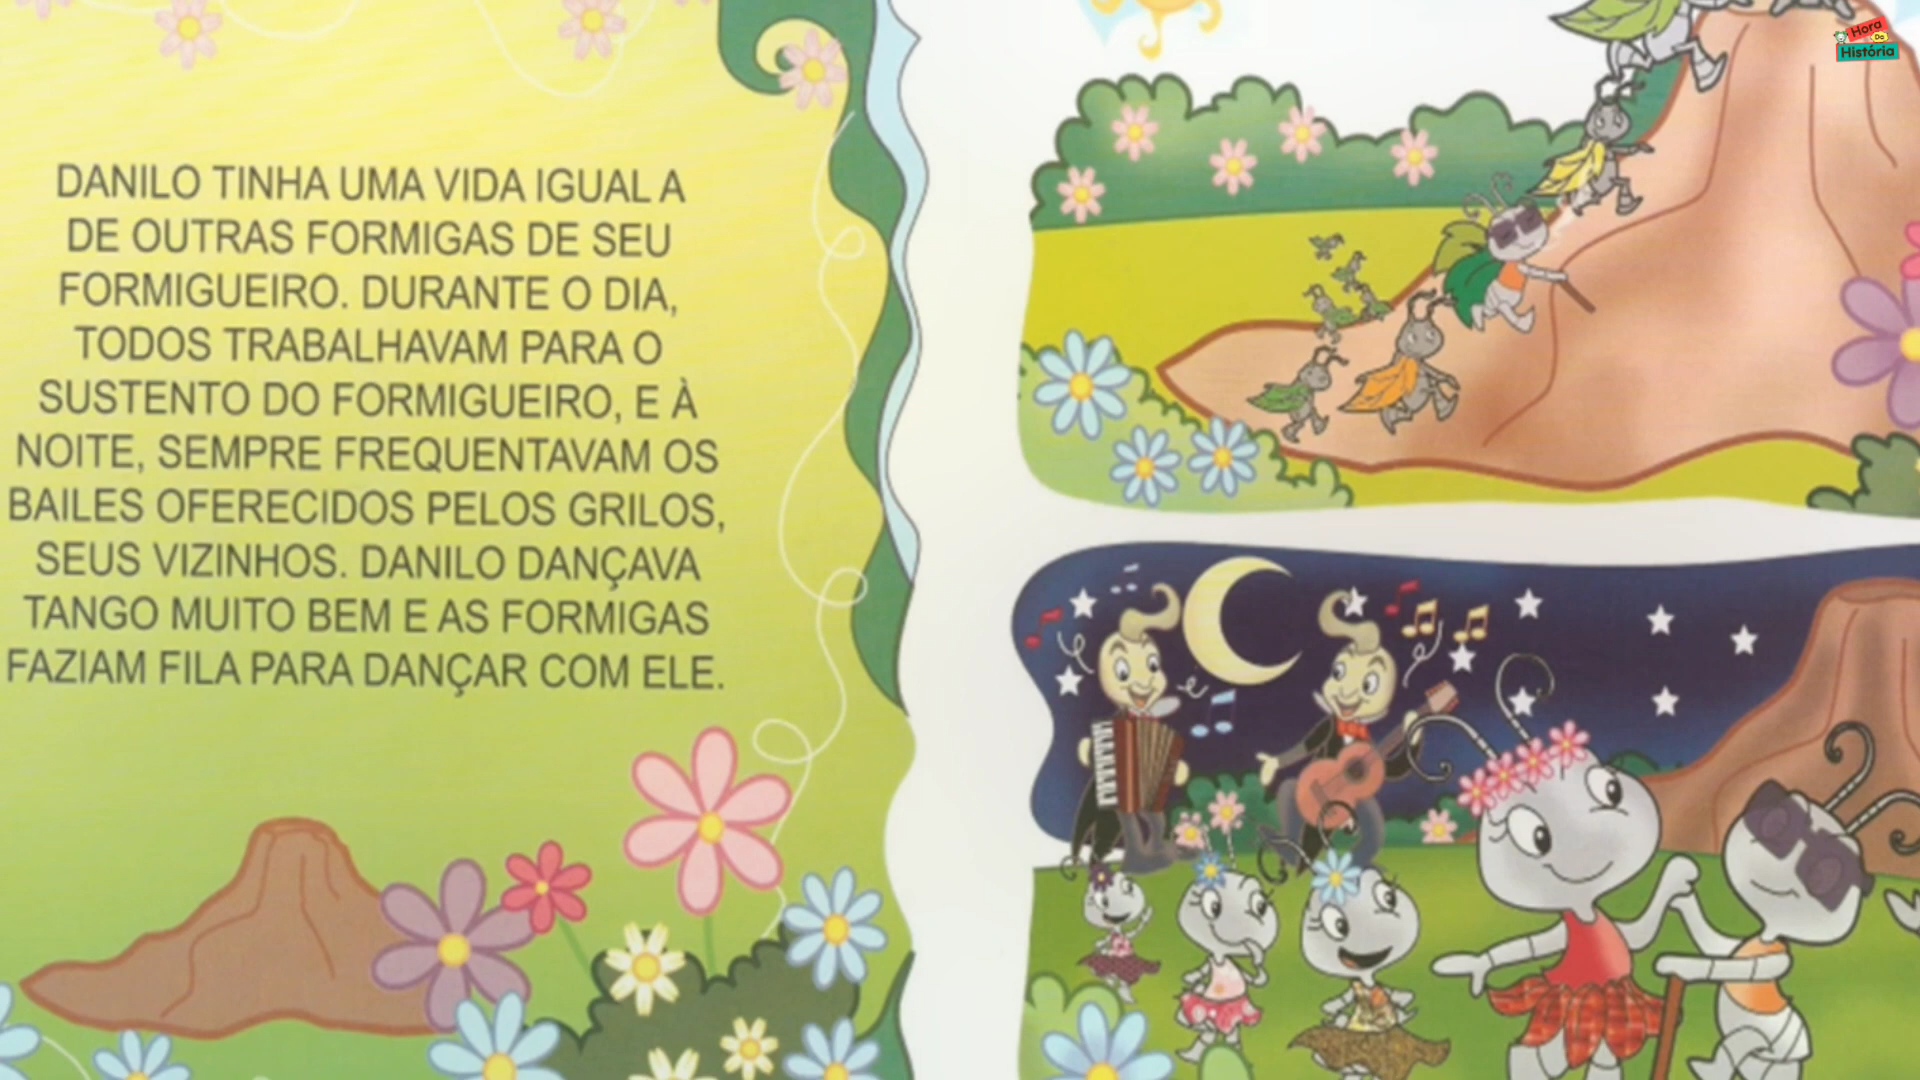 DANILO TINHA UMA VIDA IGUAL A
DE OUTRAS FORMIGAS DE SEU
FORMIGUEIRO. DURANTE O DIA,
TODOS TRABALHAVAM PARA O
SUSTENTO DO FORMIGUEIRO, E À
NOITE, SEMPRE FREQUENTAVAM OS
BAILES OFERECIDOS PELOS GRILOS,
SEUS VIZINHOS. DANILO DANÇAVA
TANGO MUITO BEM E AS FORMIGAS
FAZIAM FILA PARA DANÇAR COM ELE.
Hora
Da
História